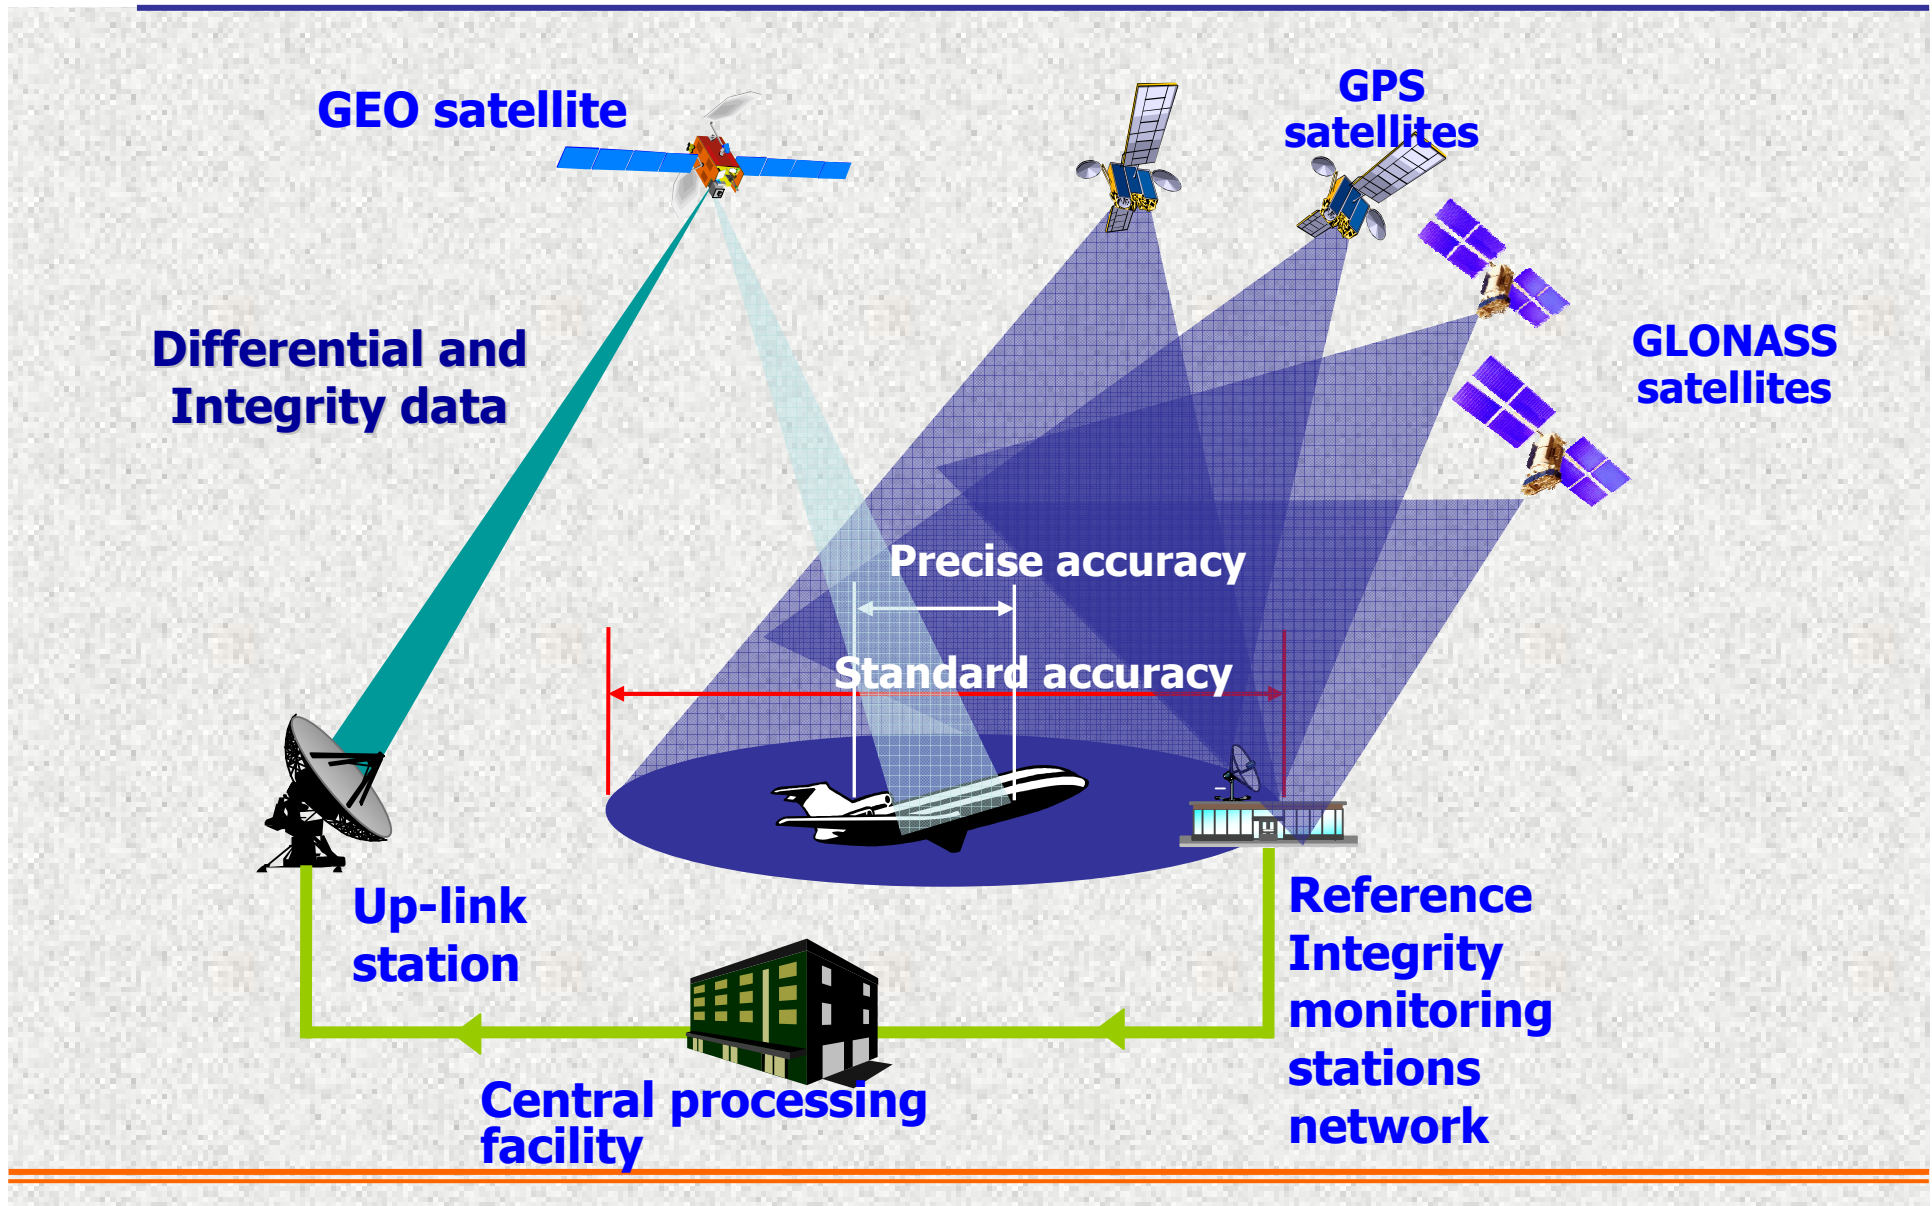 GEO satellite
GPS
satellites
Differential and
Integrity data
GLONASS
satellites
Precise accuracy
Standard accuracy
Up-link
station
Reference
Integrity
monitoring
stations
network
Central processing
facility